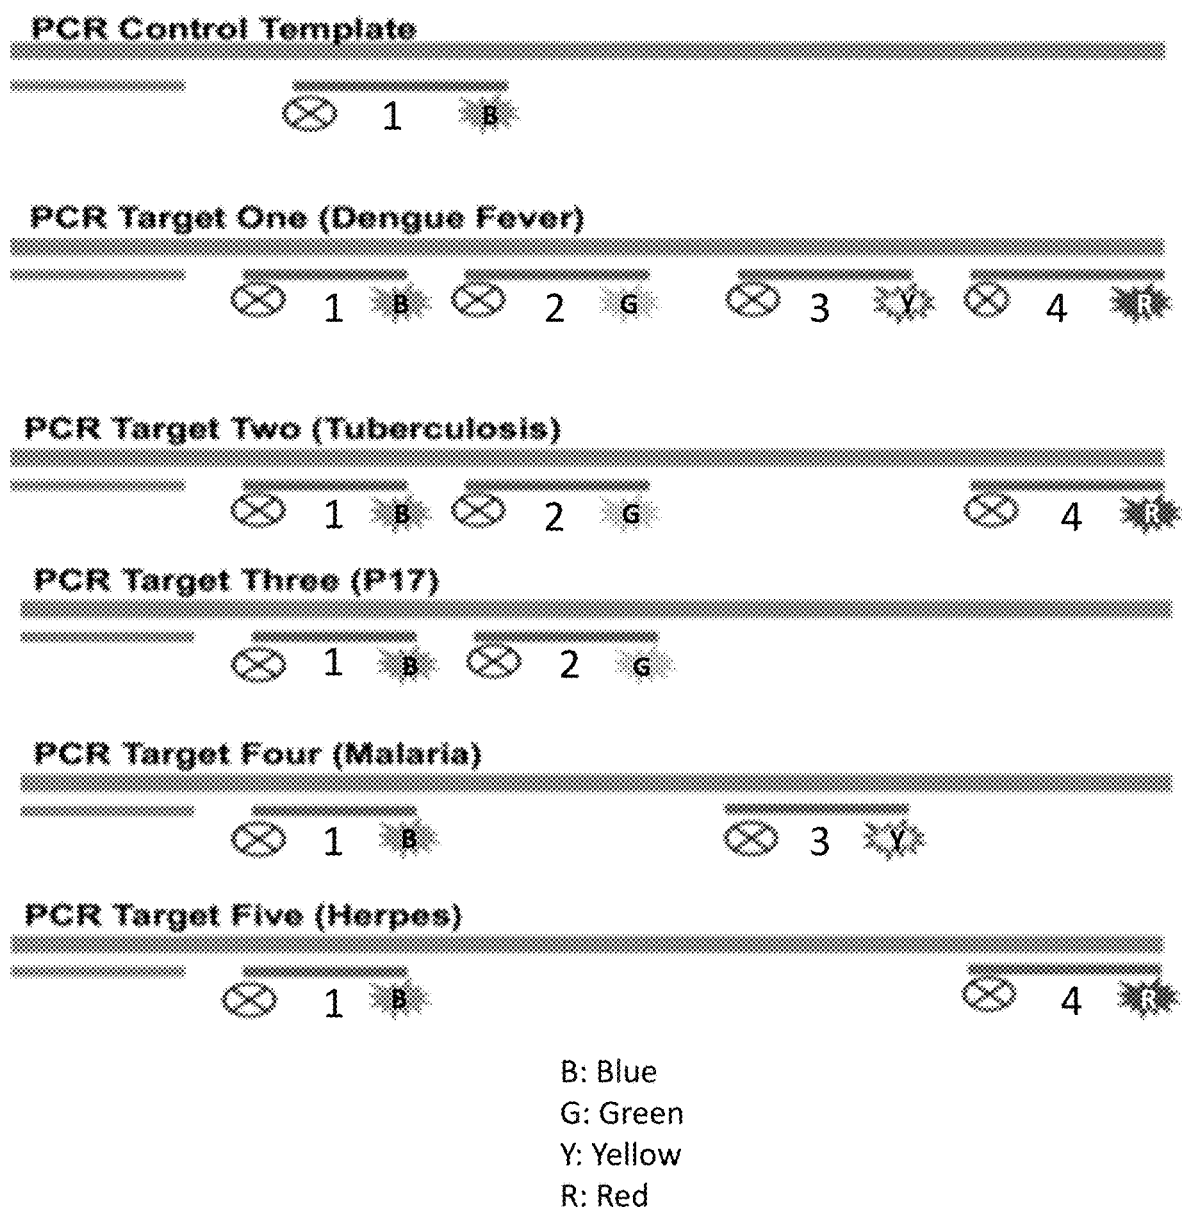 PCR Control Template
1 B
PCR Target One (Dengue Fever)
1 B 2 G 3 Y 4 R
PCR Target Two (Tuberculosis)
1 B 2 G 4 R
PCR Target Three (P17)
1 B 2 G
PCR Target Four (Malaria)
1 B 3 Y
PCR Target Five (Herpes)
1 B 4 R
B: Blue
G: Green
Y: Yellow
R: Red